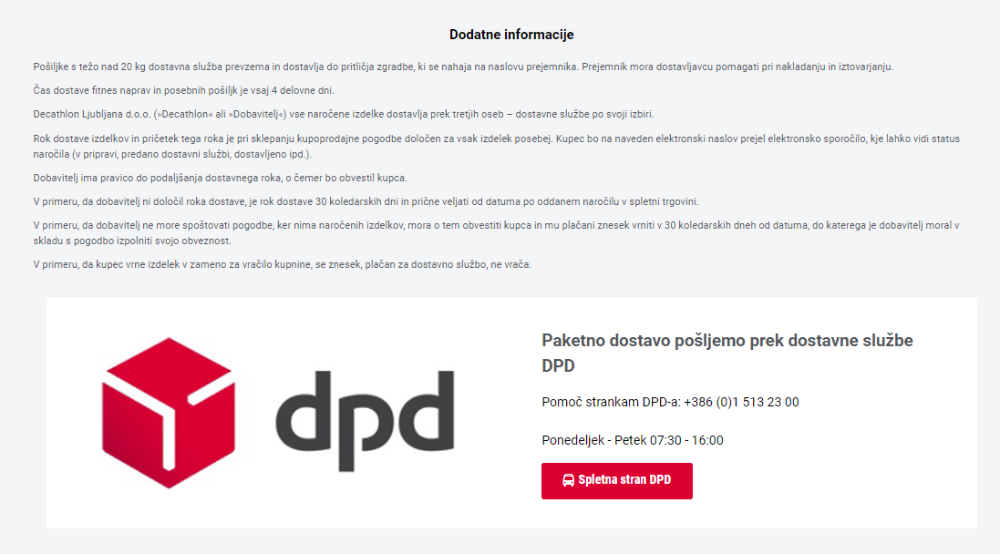 Dodatne informacije
Pošiljke s težo nad 20 kg dostavna služba prevzema in dostavlja do pritličja zgradbe, ki se nahaja na naslovu prejemnika. Prejemnik mora dostavljavcu pomagati pri nakladanju in iztovarjanju.
Čas dostave fitnes naprav in posebnih pošiljk je vsaj 4 delovne dni.
Decathlon Ljubljana d.o.o. (»Decathlon« ali »Dobavitelj«) vse naročene izdelke dostavlja prek tretjih oseb – dostavne službe po svoji izbiri.
Rok dostave izdelkov in pričetek tega roka je pri sklepanju kupoprodajne pogodbe določen za vsak izdelek posebej. Kupec bo na naveden elektronski naslov prejel elektronsko sporočilo, kje lahko vidi status
naročila (v pripravi, predano dostavni službi, dostavljeno ipd.).
Dobavitelj ima pravico do podaljšanja dostavnega roka, o čemer bo obvestil kupca.
V primeru, da dobavitelj ni določil roka dostave, je rok dostave 30 koledarskih dni in prične veljati od datuma po oddanem naročilu v spletni trgovini.
V primeru, da dobavitelj ne more spoštovati pogodbe, ker nima naročenih izdelkov, mora o tem obvestiti kupca in mu plačani znesek vrniti v 30 koledarskih dneh od datuma, do katerega je dobavitelj moral v
skladu s pogodbo izpolniti svojo obveznost.
V primeru, da kupec vrne izdelek v zameno za vračilo kupnine, se znesek, plačan za dostavno službo, ne vrača.
dpd
Paketno dostavo pošljemo prek dostavne službe
DPD
Pomoč strankam DPD-a: +386 (0)1 513 23 00
Ponedeljek - Petek 07:30 - 16:00
Spletna stran DPD